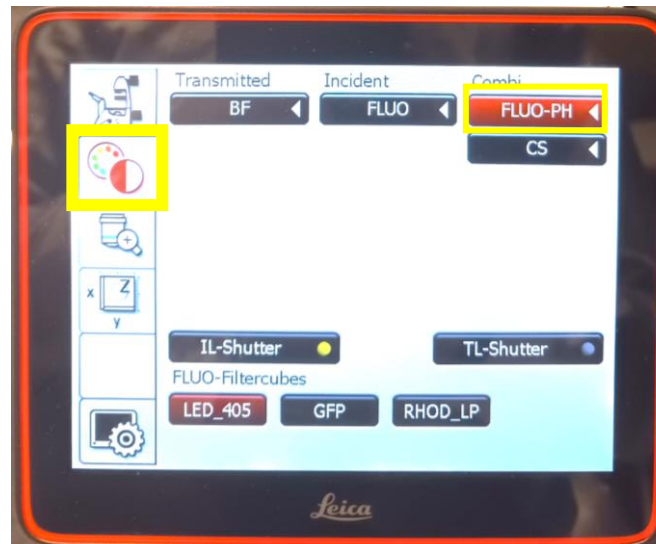 Transmitted Incident Combi
BF FLUO FLUO-PH
CS
x Z
y
IL-Shutter TL-Shutter
FLUO-Filtercubes
LED_405 GFP RHOD_LP
Leica